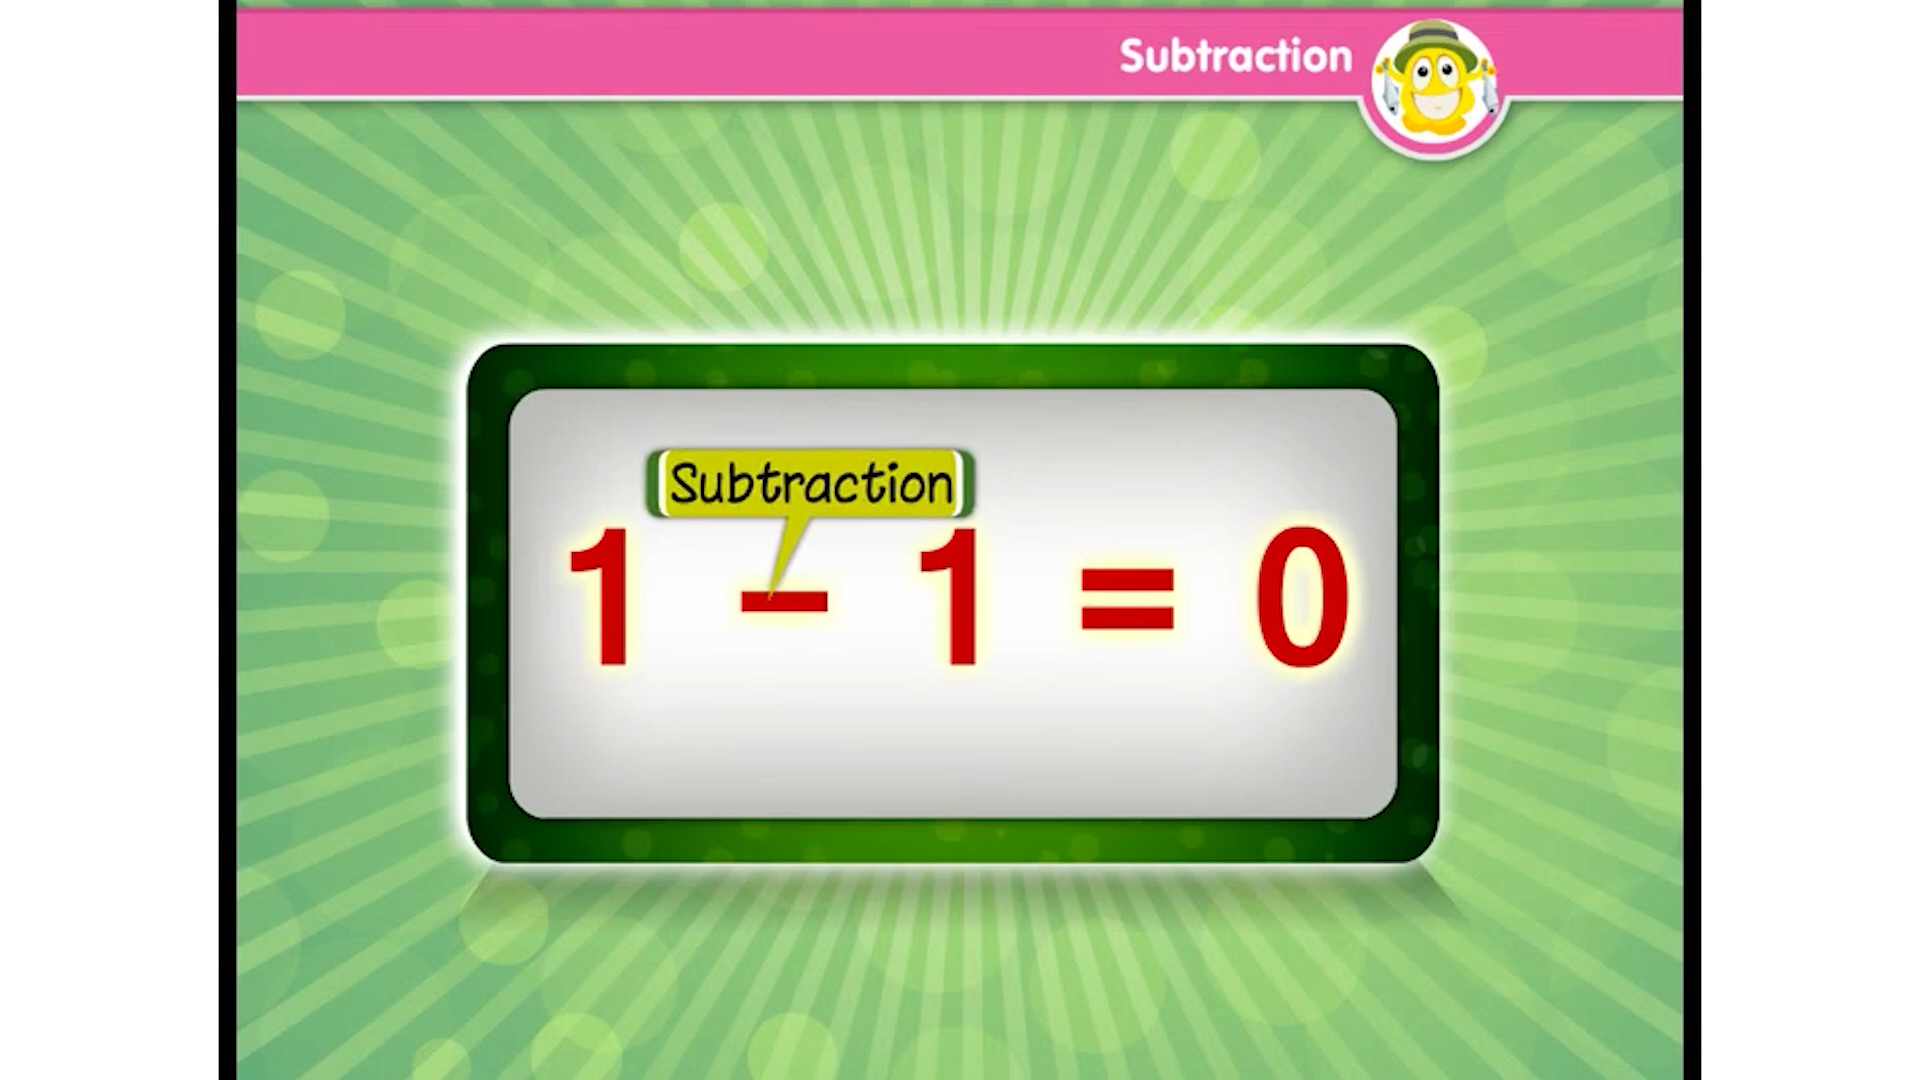 Subtraction
Subtraction
1 – 1 = 0